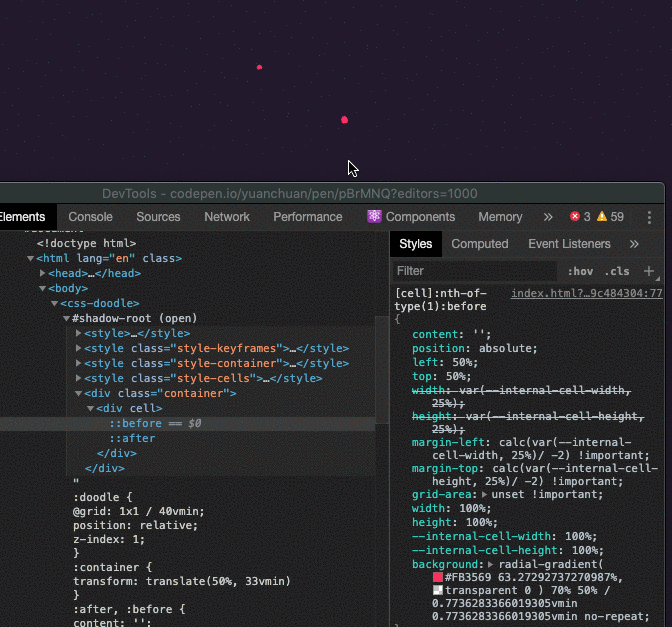 DevTools - codepen.io/yuanchuan/pen/pBrMNQ?editors=1000
Elements Console Sources Network Performance Components Memory » 3 59
<!doctype html>
<html lang="en" class>
<head>…</head>
<body>
<css-doodle>
#shadow-root (open)
<style>…</style>
<style class="style-keyframes">…</style>
<style class="style-container">…</style>
<style class="style-cells">…</style>
<div class="container">
<div cell>
::before == $0
::after
</div>
</div>
"
:doodle {
@grid: 1x1 / 40vmin;
position: relative;
z-index: 1;
}
:container {
transform: translate(50%, 33vmin)
}
:after, :before {
content: '';
Styles Computed Event Listeners »
Filter :hov .cls +
[cell]:nth-of- index.html?…9c484304:77
type(1):before
{
content: '';
position: absolute;
left: 50%;
top: 50%;
width: var(--internal-cell-width,
25%);
height: var(--internal-cell-height,
25%);
margin-left: calc(var(--internal-
cell-width, 25%)/ -2) !important;
margin-top: calc(var(--internal-cell-
height, 25%)/ -2) !important;
grid-area: unset !important;
width: 100%;
height: 100%;
--internal-cell-width: 100%;
--internal-cell-height: 100%;
background: radial-gradient(
#FB3569 63.27292737270987%,
transparent 0 ) 70% 50% /
0.7736283366019305vmin
0.7736283366019305vmin no-repeat;